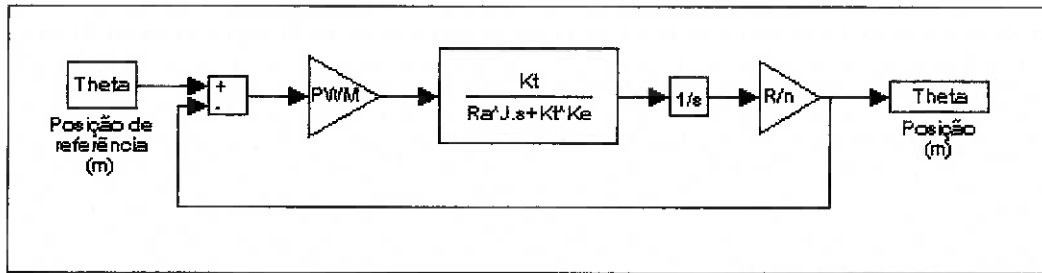 Theta
Posição de
referência
(m)
+
-
PWM
Kt
Ra*J.s+Kt*Ke
1/s
R/n
Theta
Posição
(m)